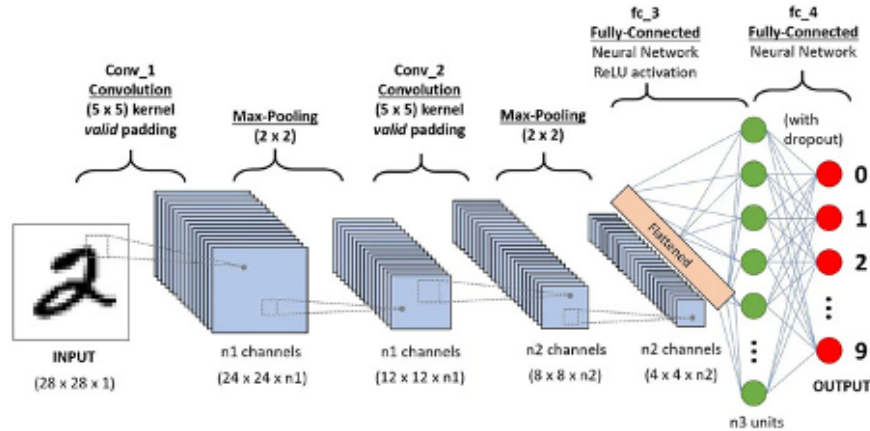 fc_3
Fully-Connected
Neural Network
ReLU activation
fc_4
Fully-Connected
Neural Network
Conv_1
Convolution
(5 x 5) kernel
valid padding
Max-Pooling
(2 x 2)
Conv_2
Convolution
(5 x 5) kernel
valid padding
Max-Pooling
(2 x 2)
(with
dropout)
Flattened
0
1
2
9
OUTPUT
INPUT
(28 x 28 x 1)
n1 channels
(24 x 24 x n1)
n1 channels
(12 x 12 x n1)
n2 channels
(8 x 8 x n2)
n2 channels
(4 x 4 x n2)
n3 units
2